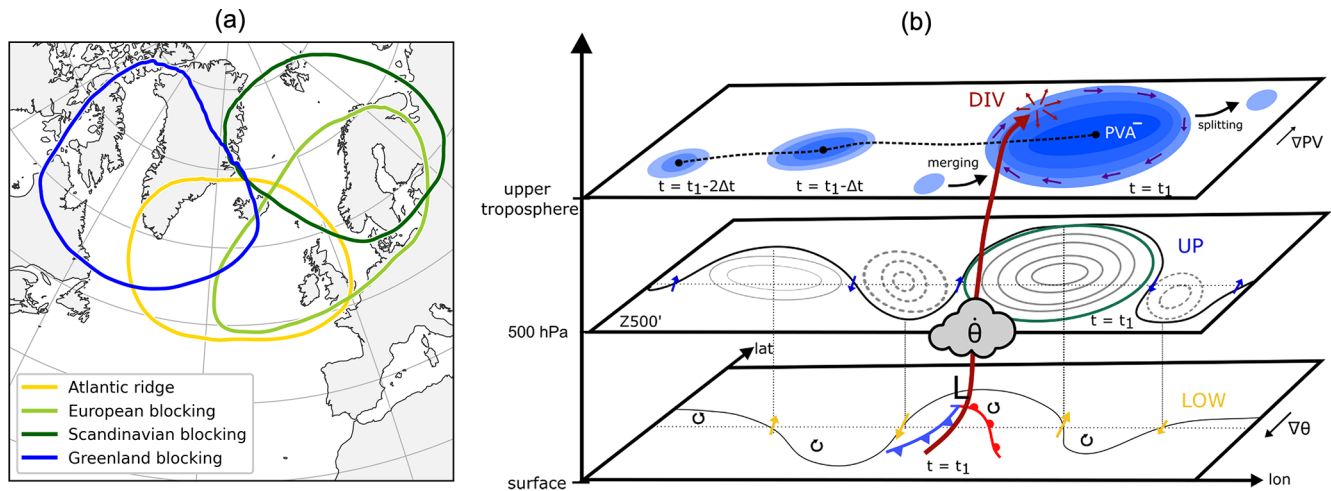 (a)
Atlantic ridge
European blocking
Scandinavian blocking
Greenland blocking
(b)
DIV
PVA⁻
splitting
∇PV
merging
t = t₁-2Δt
t = t₁-Δt
t = t₁
upper
troposphere
UP
Z500'
t = t₁
500 hPa
θ̇
lat
L
LOW
∇θ
t = t₁
surface
lon